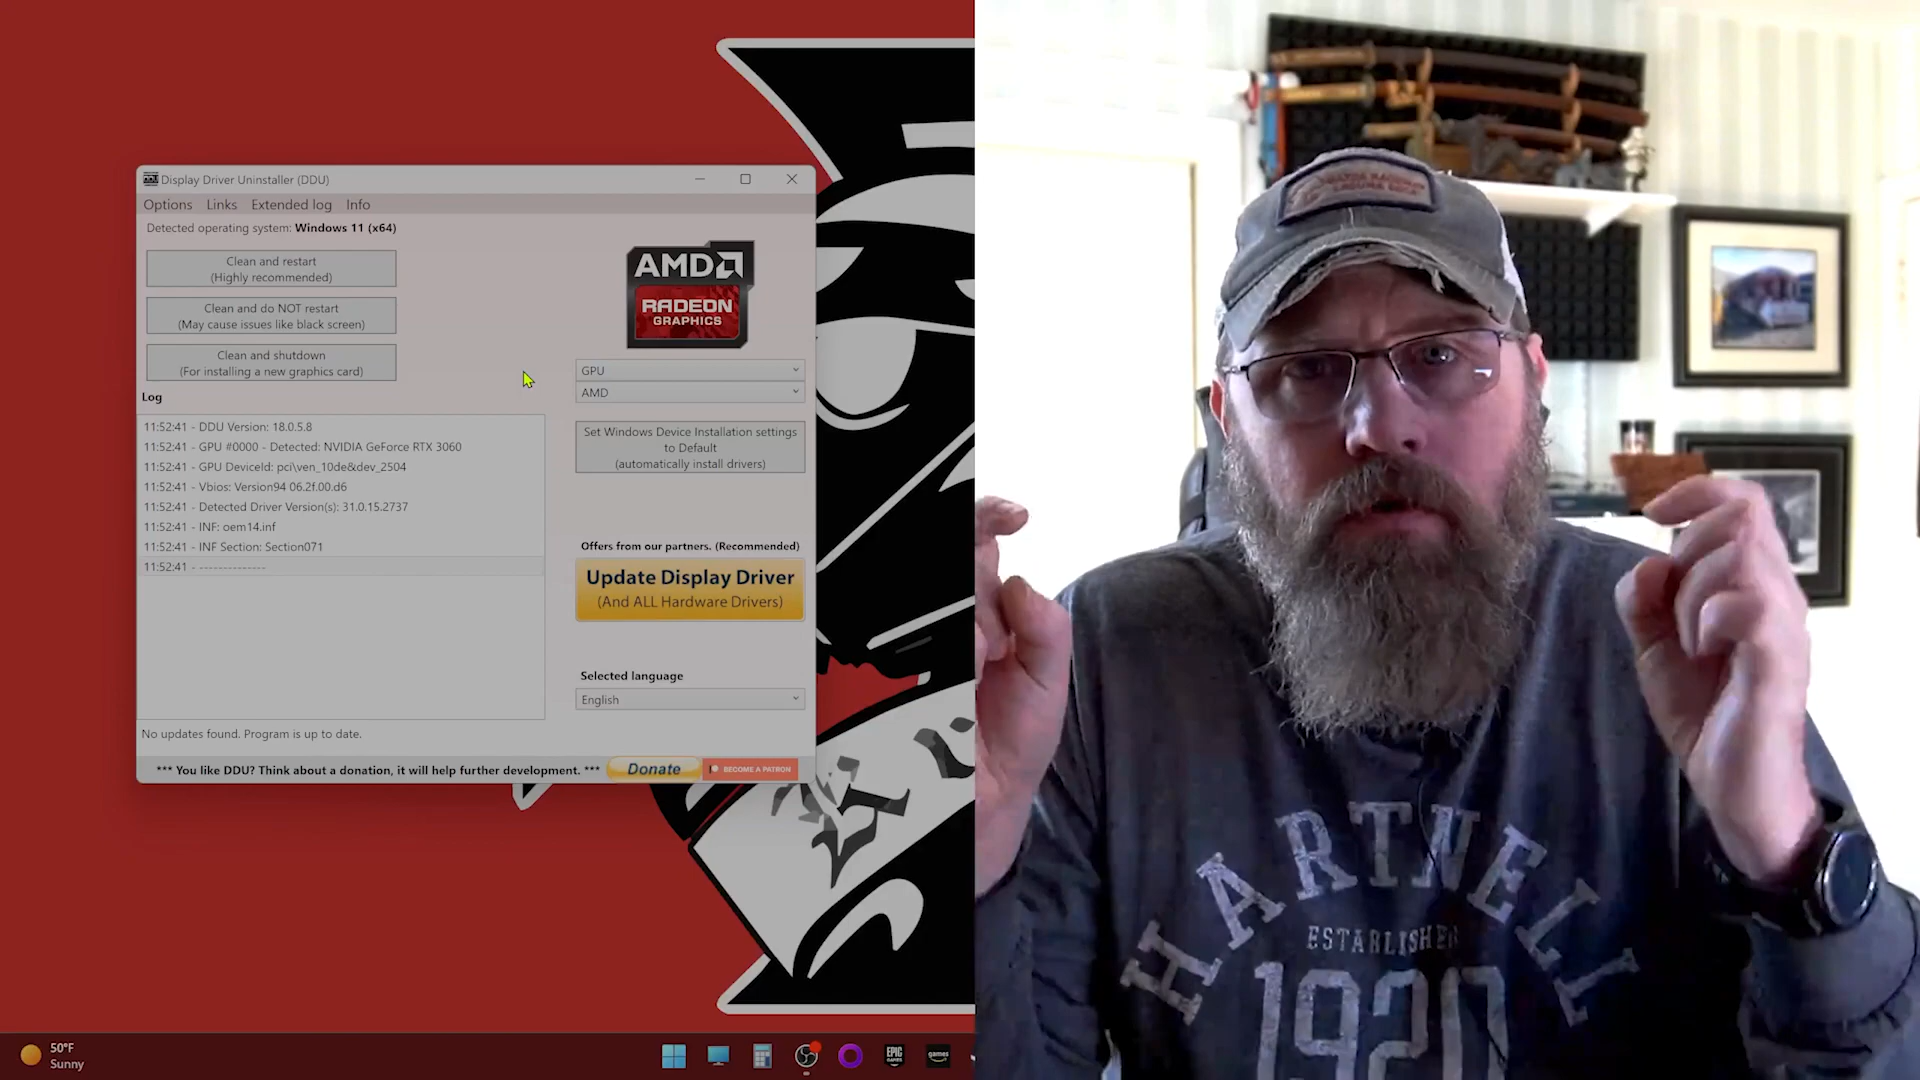 Display Driver Uninstaller (DDU)
Options Links Extended log Info
Detected operating system: Windows 11 (x64)
Clean and restart
(Highly recommended)
Clean and do NOT restart
(May cause issues like black screen)
Clean and shutdown
(For installing a new graphics card)
AMD
RADEON
GRAPHICS
GPU
AMD
Set Windows Device Installation settings
to Default
(automatically install drivers)
Log
11:52:41 - DDU Version: 18.0.5.8
11:52:41 - GPU #0000 - Detected: NVIDIA GeForce RTX 3060
11:52:41 - GPU DeviceId: pci\ven_10de&dev_2504
11:52:41 - Vbios: Version94 06.2f.00.d6
11:52:41 - Detected Driver Version(s): 31.0.15.2737
11:52:41 - INF: oem14.inf
11:52:41 - INF Section: Section071
11:52:41 - --------------
Offers from our partners. (Recommended)
Update Display Driver
(And ALL Hardware Drivers)
Selected language
English
No updates found. Program is up to date.
*** You like DDU? Think about a donation, it will help further development. ***
Donate
BECOME A PATRON
50°F
Sunny
EPIC
GAMES
games
HARTNELL
ESTABLISHED
1920